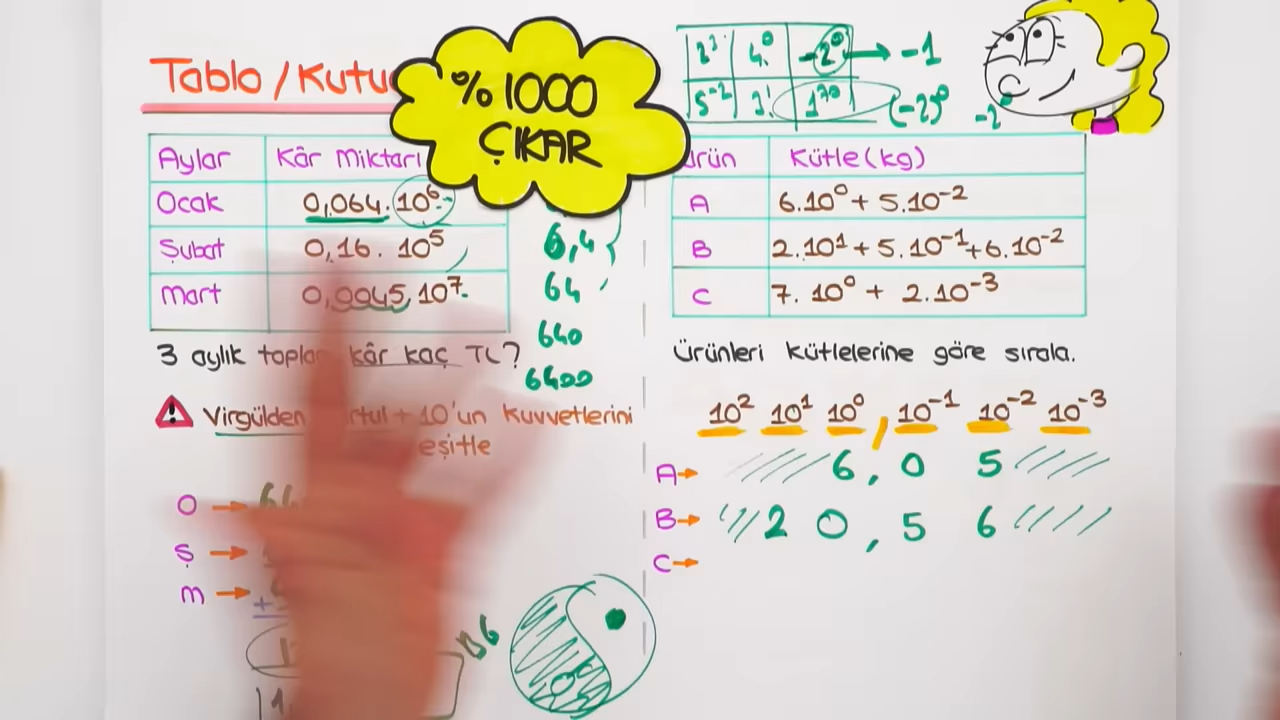 Tablo / Kutu
% 1000
ÇIKAR
2³ 4⁰ -2⁰ → -1
5⁻² 1¹ 1⁷⁰ (-2)⁰
-2⁰
Aylar Kâr Miktarı
Ocak 0,064.10⁶
Şubat 0,16. 10⁵
Mart 0,0045.10⁷
6,4
64
640
6400
3 aylık kâr kaç TL?
Virgülden + 10'un kuvvetlerini
eşitle
O →
Ş →
M →
+
ürün Kütle(kg)
A 6.10⁰ + 5.10⁻²
B 2.10¹ + 5.10⁻¹ + 6.10⁻²
C 7. 10⁰ + 2.10⁻³
Ürünleri kütlelerine göre sırala.
10² 10¹ 10⁰ , 10⁻¹ 10⁻² 10⁻³
A → 6, 0 5
B → 2 0, 5 6
C →